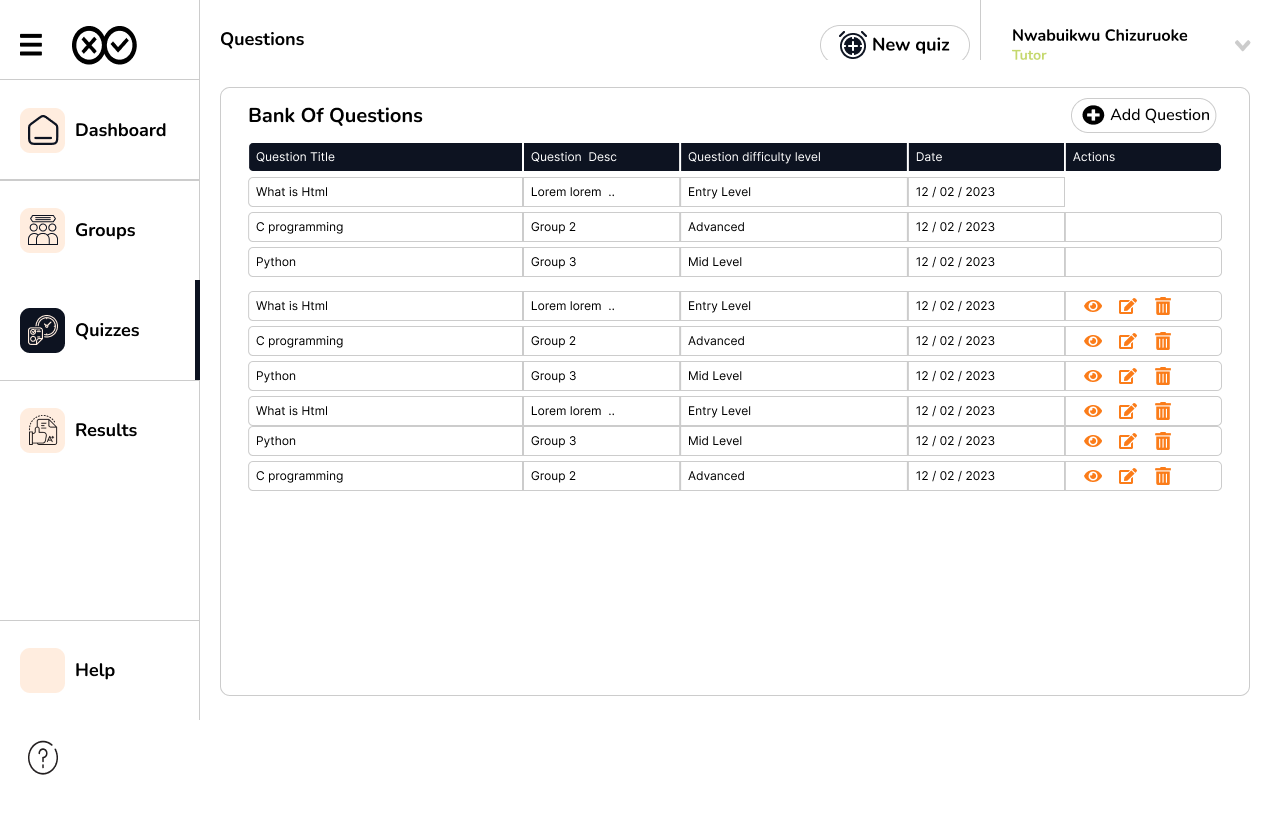 Questions
New quiz
Nwabuikwu Chizuruoke
Tutor
Dashboard
Groups
Quizzes
Results
Help
Bank Of Questions
Add Question
Question Title Question  Desc Question difficulty level Date Actions
What is Html Lorem lorem  .. Entry Level 12 / 02 / 2023
C programming Group 2 Advanced 12 / 02 / 2023
Python Group 3 Mid Level 12 / 02 / 2023
What is Html Lorem lorem  .. Entry Level 12 / 02 / 2023
C programming Group 2 Advanced 12 / 02 / 2023
Python Group 3 Mid Level 12 / 02 / 2023
What is Html Lorem lorem  .. Entry Level 12 / 02 / 2023
Python Group 3 Mid Level 12 / 02 / 2023
C programming Group 2 Advanced 12 / 02 / 2023